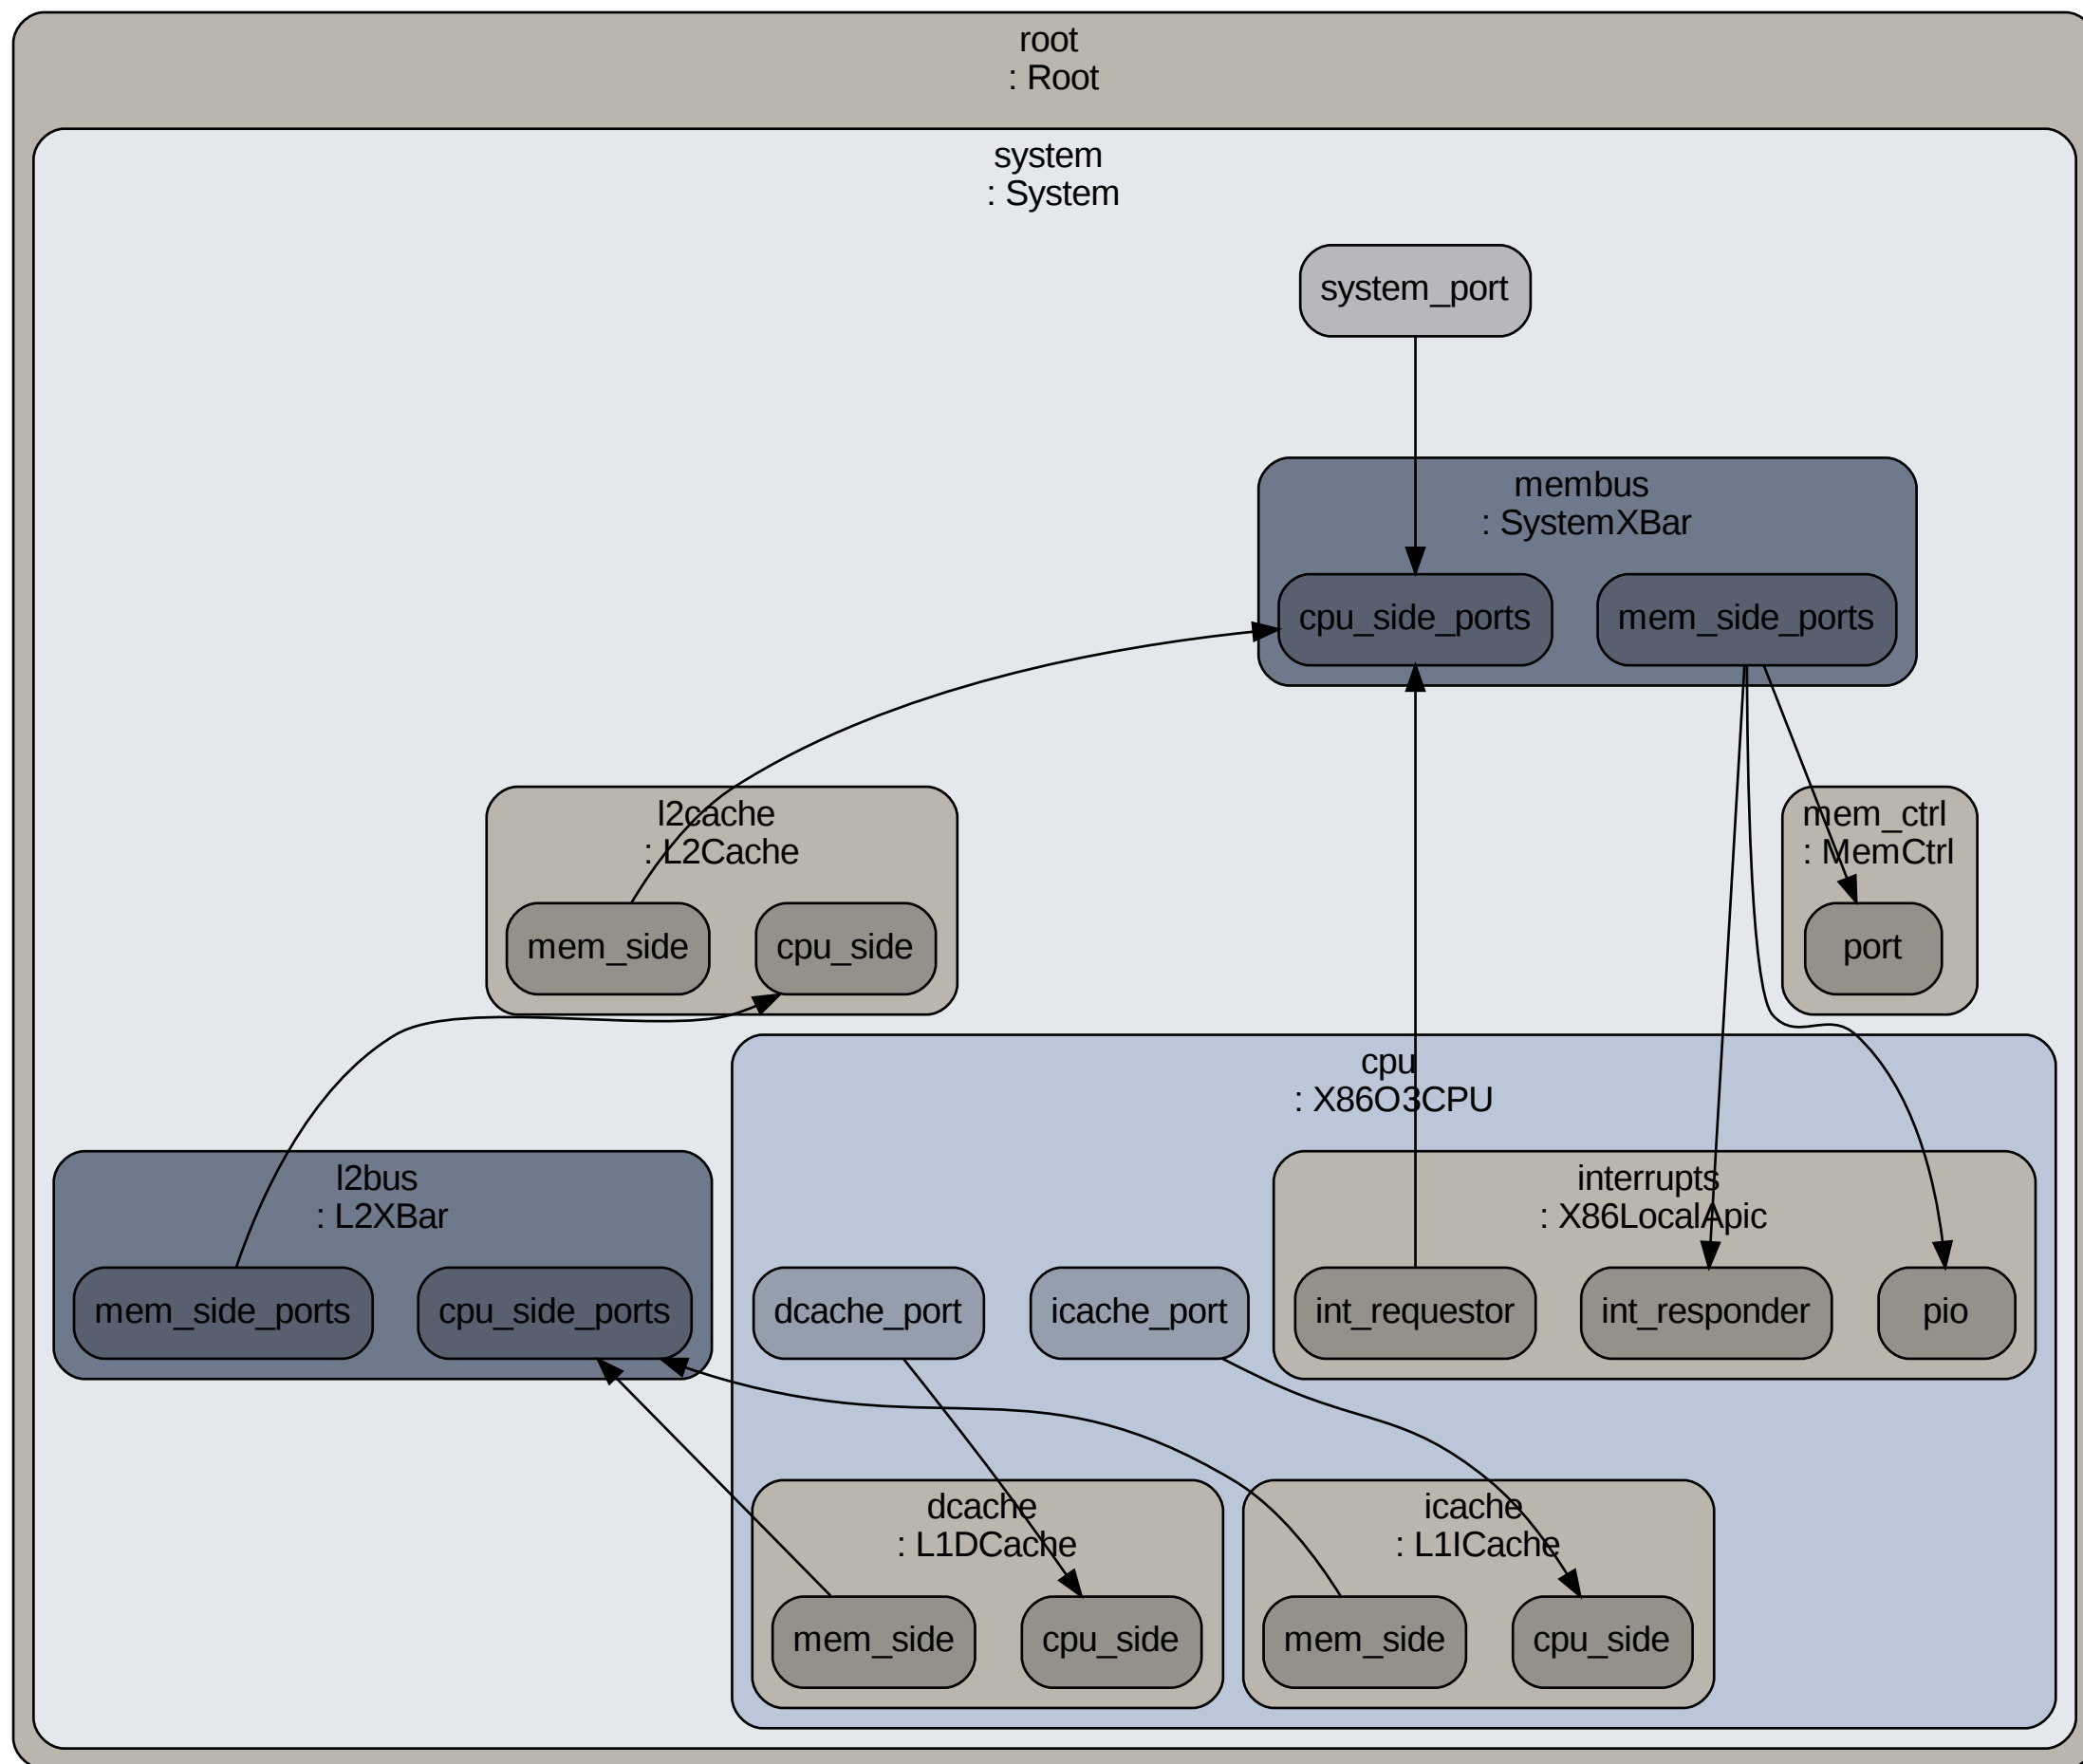 root
: Root
system
: System
system_port
membus
: SystemXBar
cpu_side_ports
mem_side_ports
l2cache
: L2Cache
mem_side
cpu_side
mem_ctrl
: MemCtrl
port
cpu
: X86O3CPU
l2bus
: L2XBar
mem_side_ports
cpu_side_ports
interrupts
: X86LocalApic
dcache_port
icache_port
int_requestor
int_responder
pio
dcache
: L1DCache
mem_side
cpu_side
icache
: L1ICache
mem_side
cpu_side